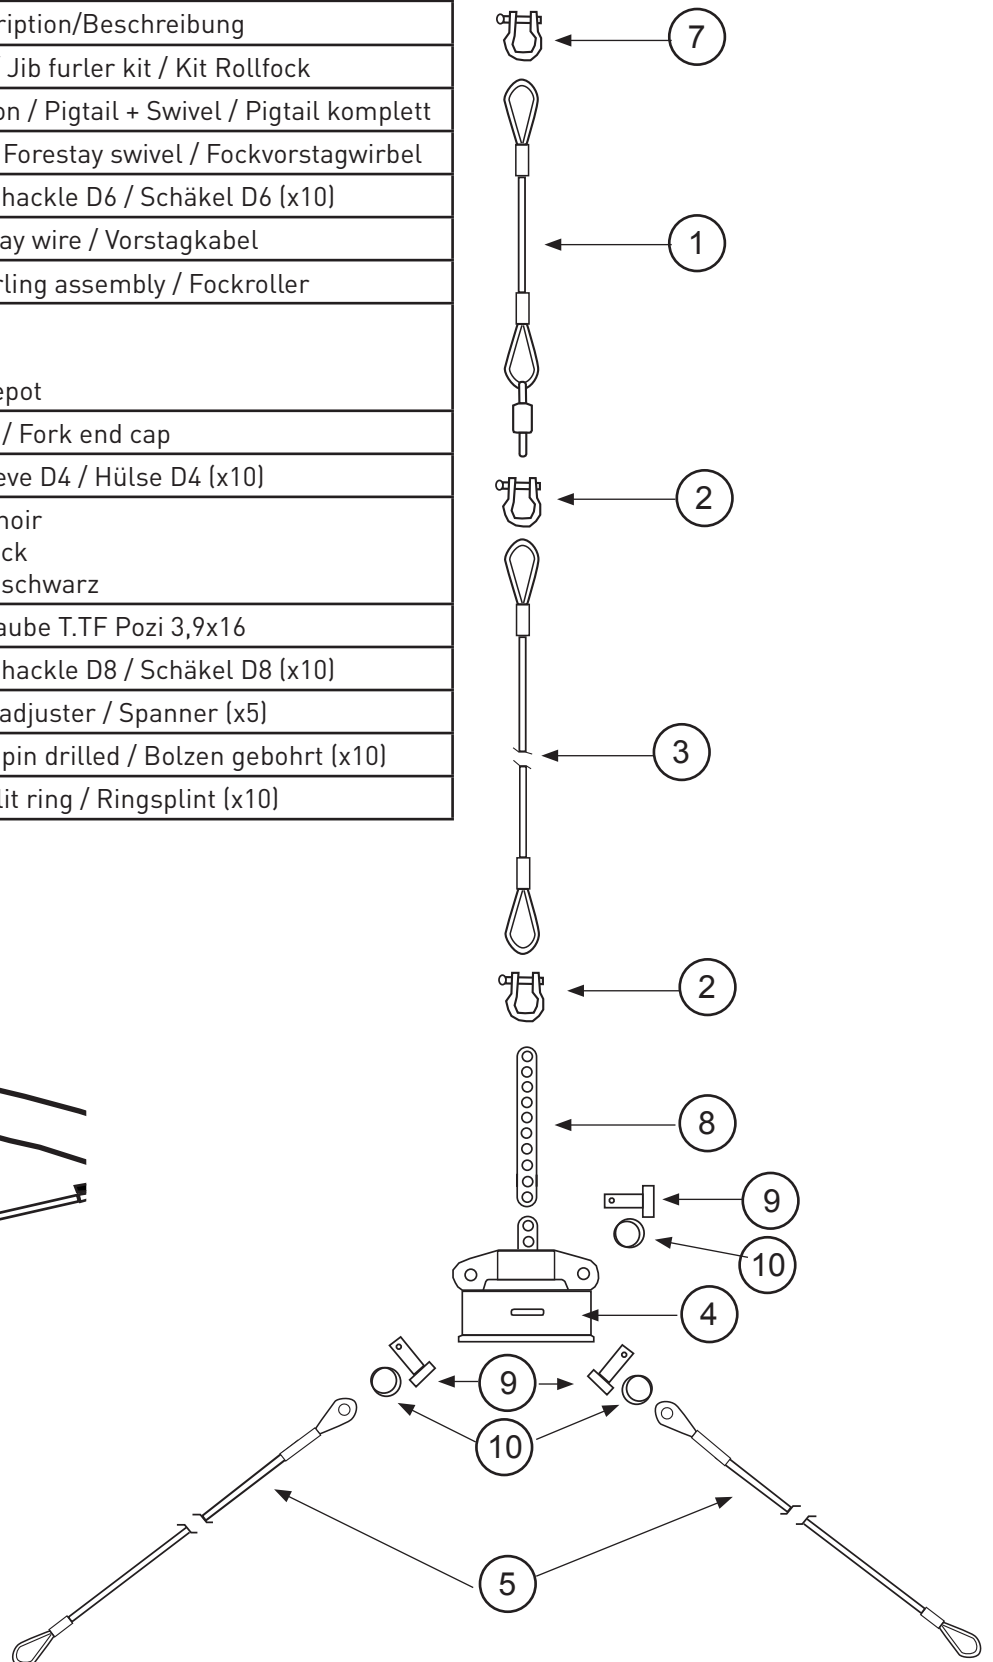 ription/Beschreibung
/ Jib furler kit / Kit Rollfock
on / Pigtail + Swivel / Pigtail komplett
Forestay swivel / Fockvorstagwirbel
hackle D6 / Schäkel D6 (x10)
ay wire / Vorstagkabel
rling assembly / Fockroller
epot
/ Fork end cap
eve D4 / Hülse D4 (x10)
noir
ck
schwarz
aube T.TF Pozi 3,9x16
hackle D8 / Schäkel D8 (x10)
adjuster / Spanner (x5)
pin drilled / Bolzen gebohrt (x10)
lit ring / Ringsplint (x10)
7
1
2
3
2
8
9
10
4
9
10
5